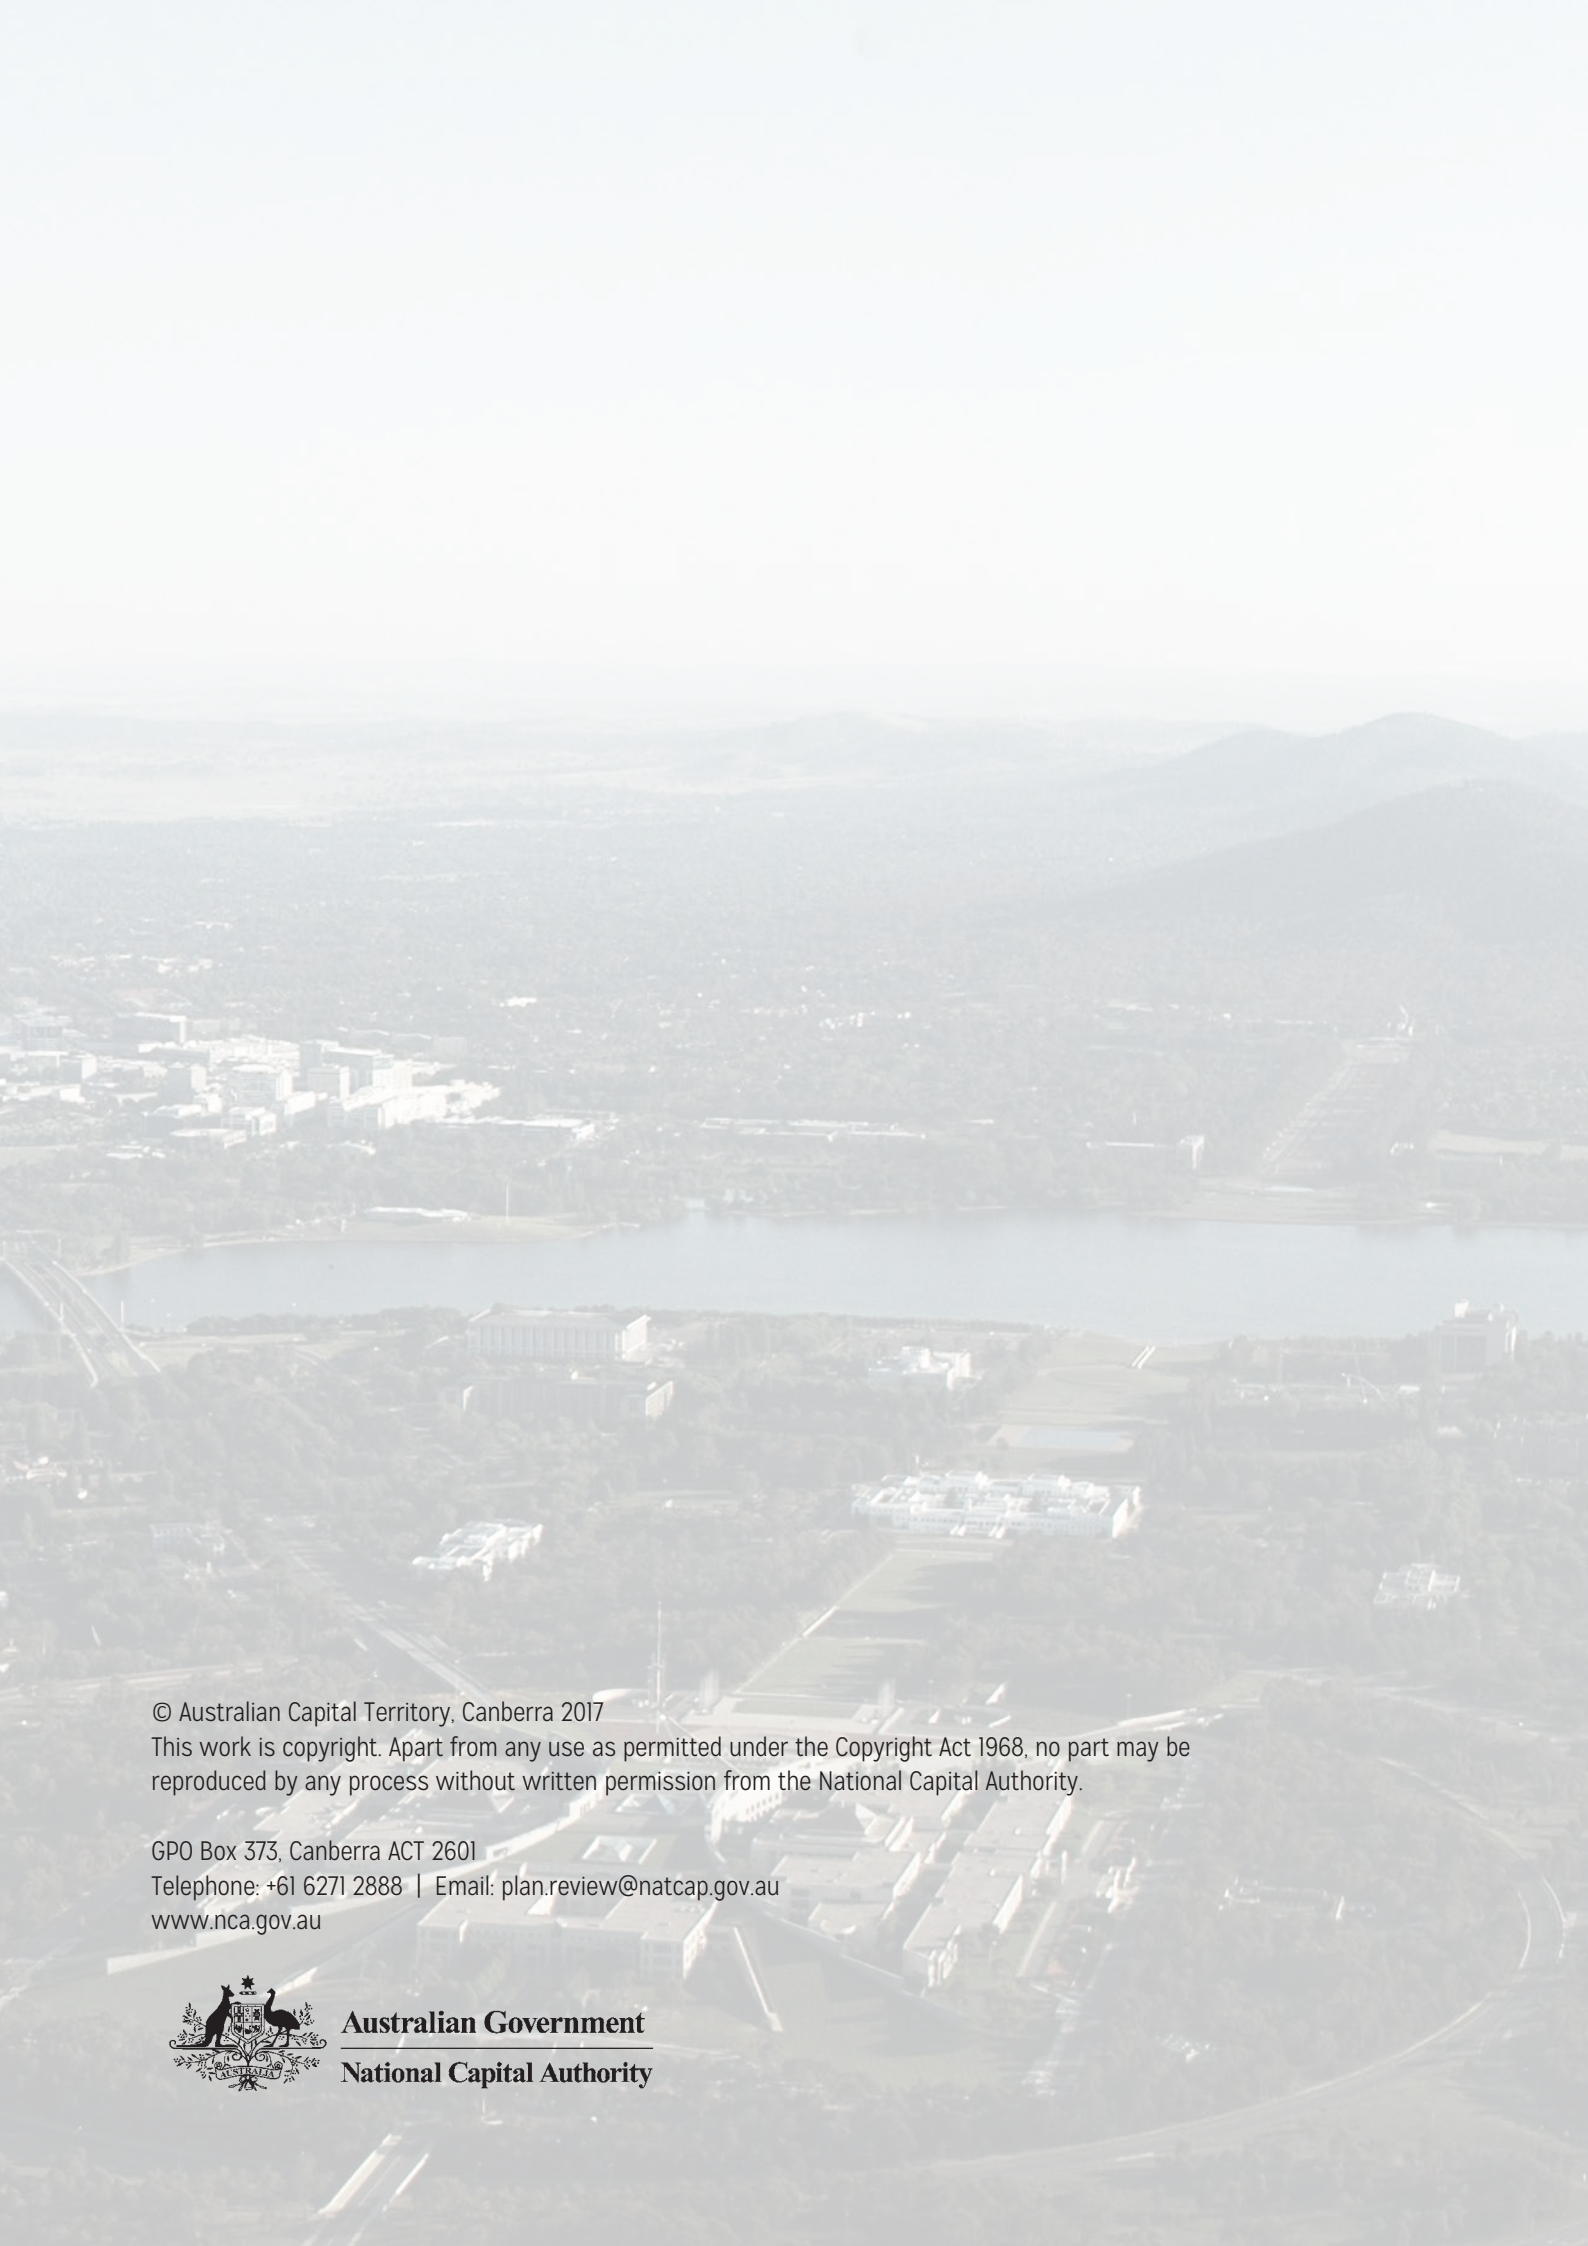 © Australian Capital Territory, Canberra 2017
This work is copyright. Apart from any use as permitted under the Copyright Act 1968, no part may be
reproduced by any process without written permission from the National Capital Authority.
GPO Box 373, Canberra ACT 2601
Telephone: +61 6271 2888 | Email: plan.review@natcap.gov.au
www.nca.gov.au
AUSTRALIA
Australian Government
National Capital Authority